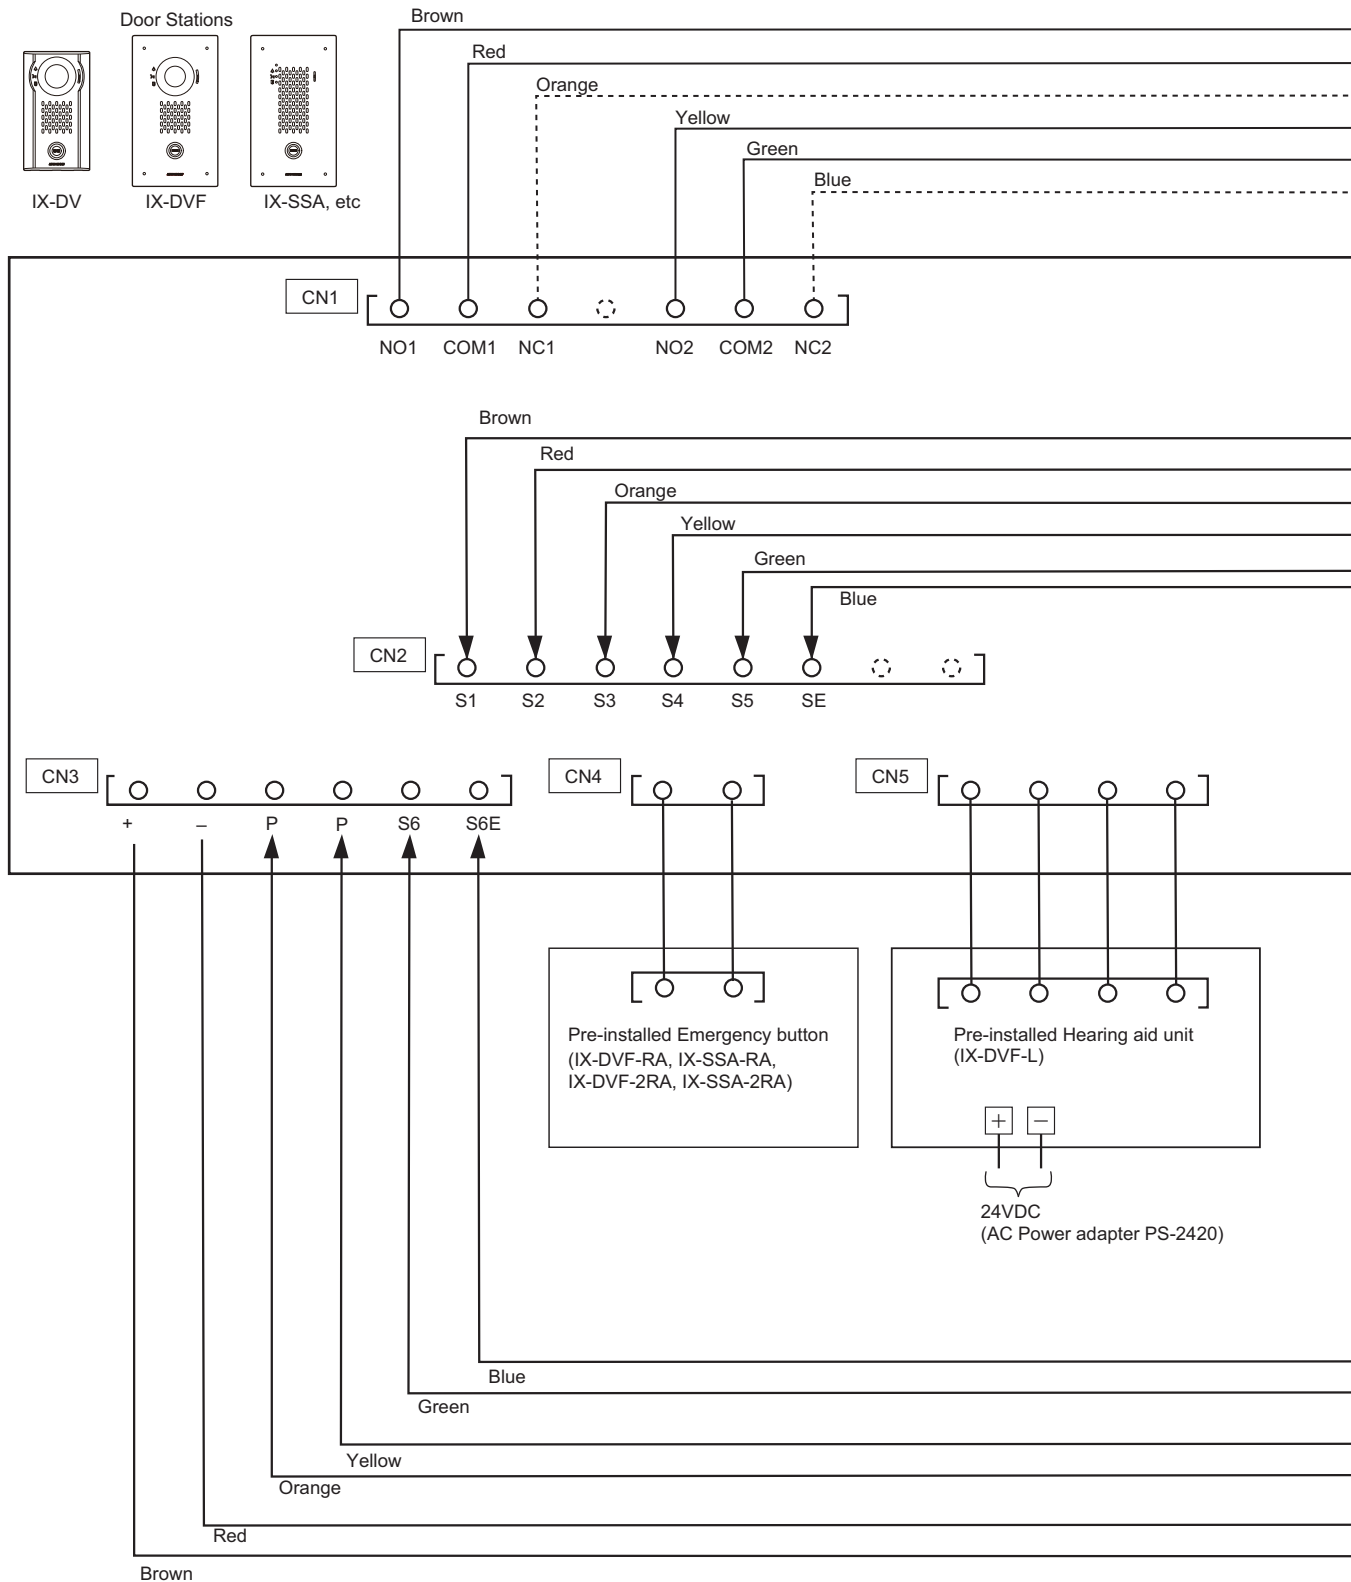 Door Stations
IX-DV
IX-DVF
IX-SSA, etc
Brown
Red
Orange
Yellow
Green
Blue
CN1
NO1 COM1 NC1 NO2 COM2 NC2
Brown
Red
Orange
Yellow
Green
Blue
CN2
S1 S2 S3 S4 S5 SE
CN3
+ – P P S6 S6E
CN4
CN5
Pre-installed Emergency button
(IX-DVF-RA, IX-SSA-RA,
IX-DVF-2RA, IX-SSA-2RA)
Pre-installed Hearing aid unit
(IX-DVF-L)
+ −
24VDC
(AC Power adapter PS-2420)
Blue
Green
Yellow
Orange
Red
Brown